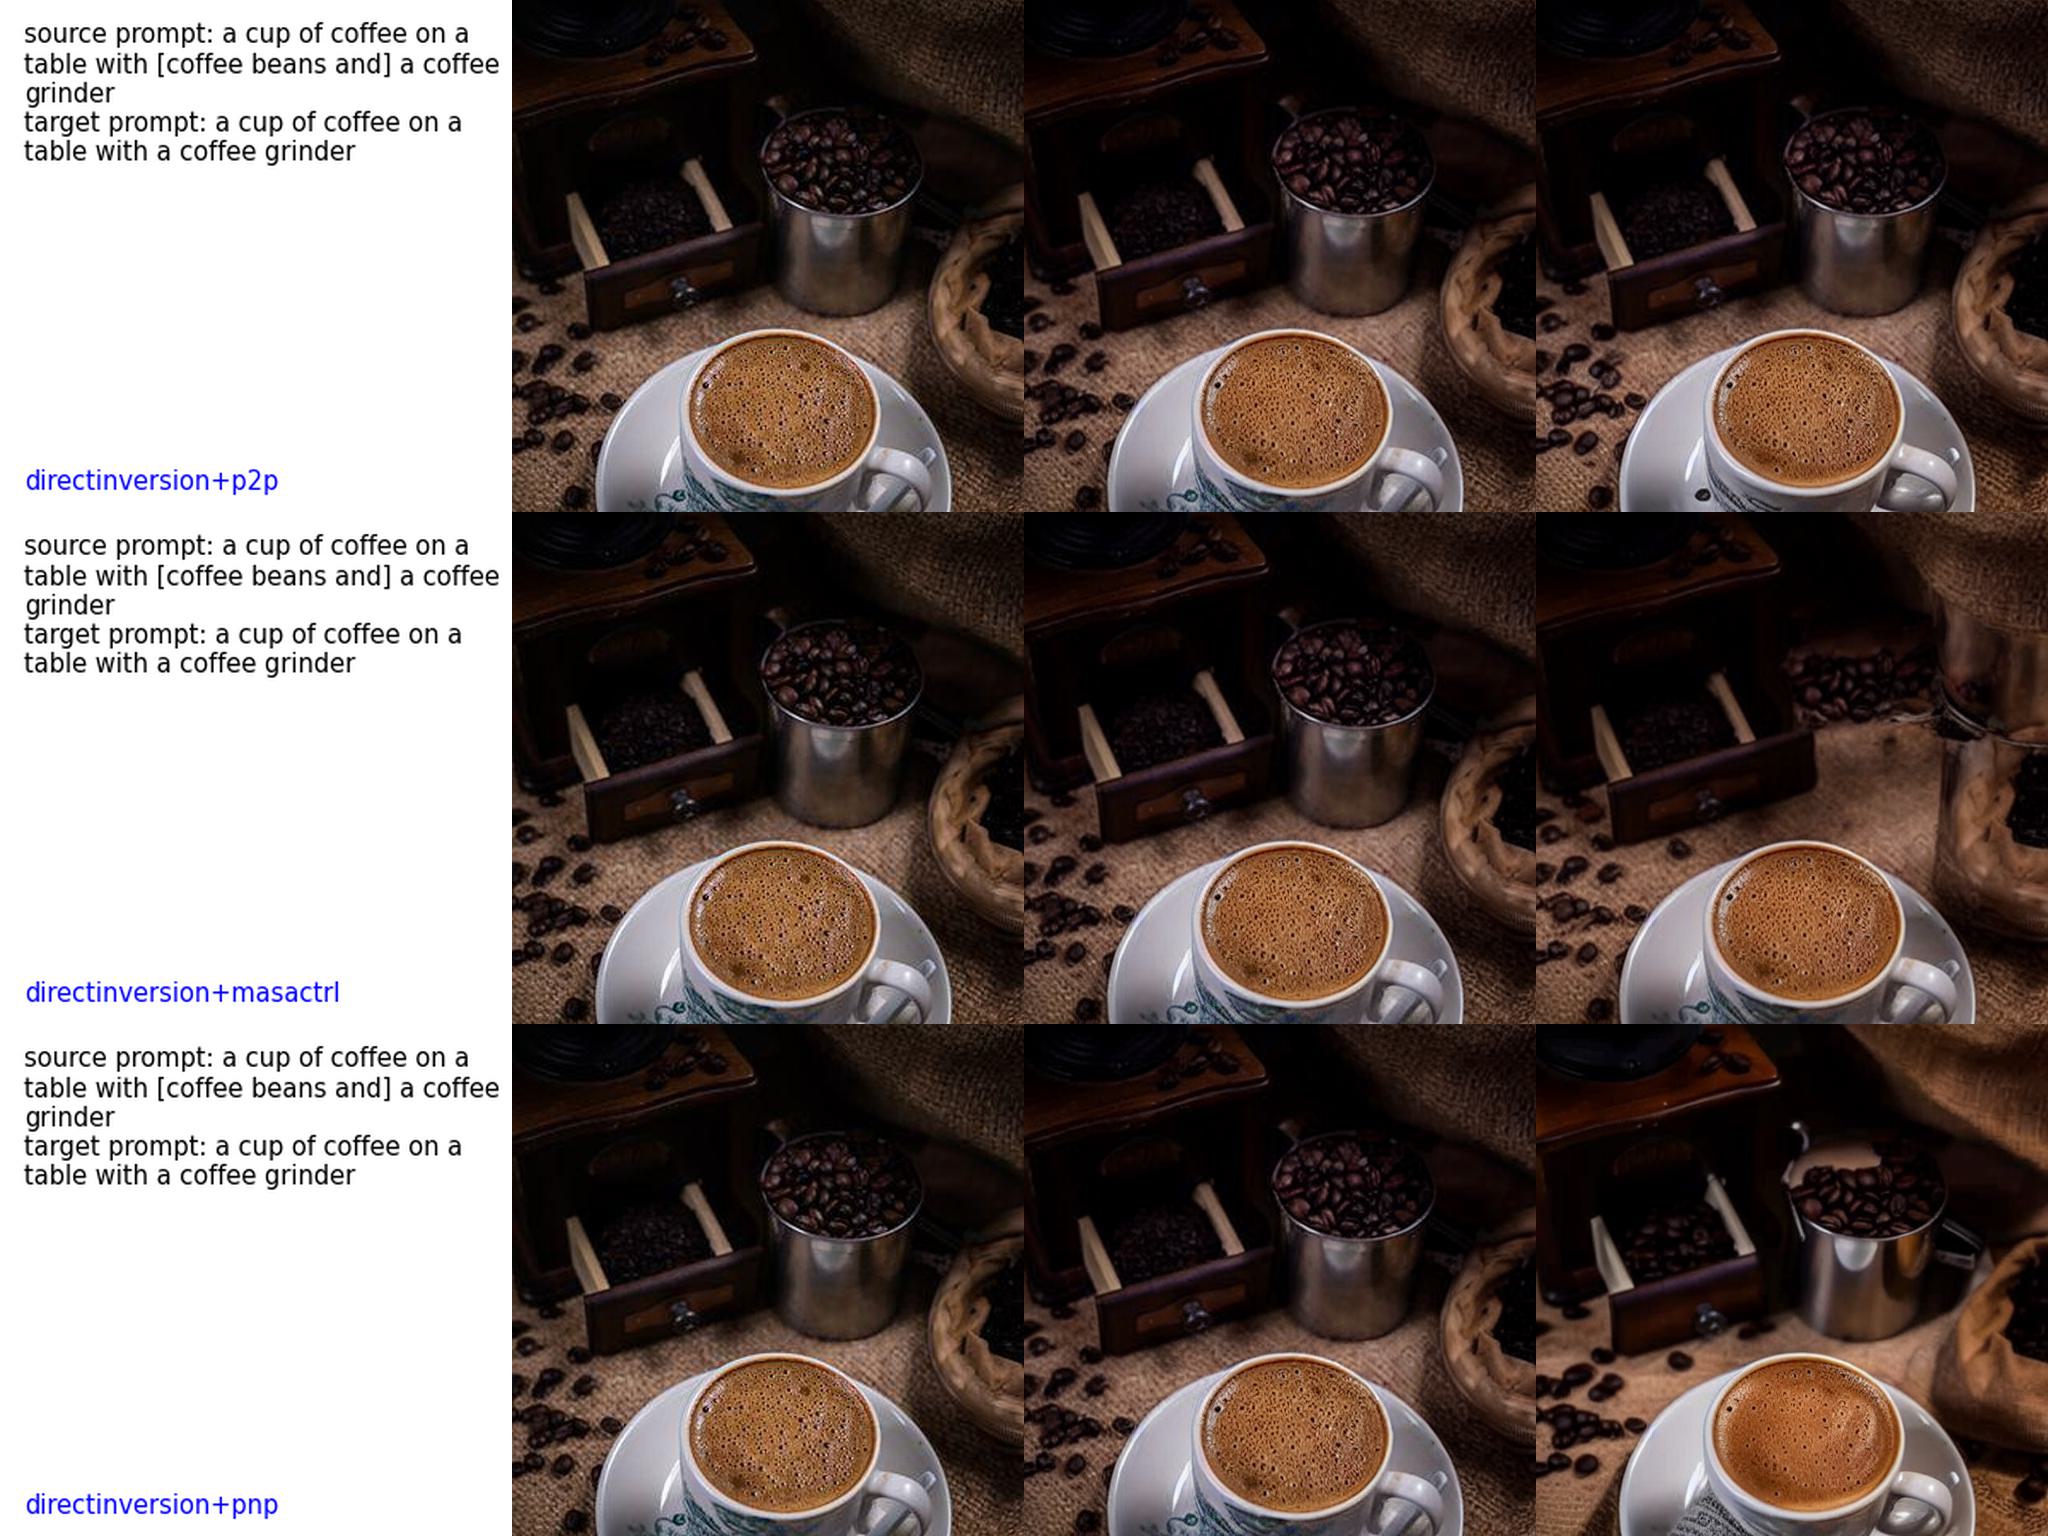 source prompt: a cup of coffee on a
table with [coffee beans and] a coffee
grinder
target prompt: a cup of coffee on a
table with a coffee grinder
directinversion+p2p
source prompt: a cup of coffee on a
table with [coffee beans and] a coffee
grinder
target prompt: a cup of coffee on a
table with a coffee grinder
directinversion+masactrl
source prompt: a cup of coffee on a
table with [coffee beans and] a coffee
grinder
target prompt: a cup of coffee on a
table with a coffee grinder
directinversion+pnp